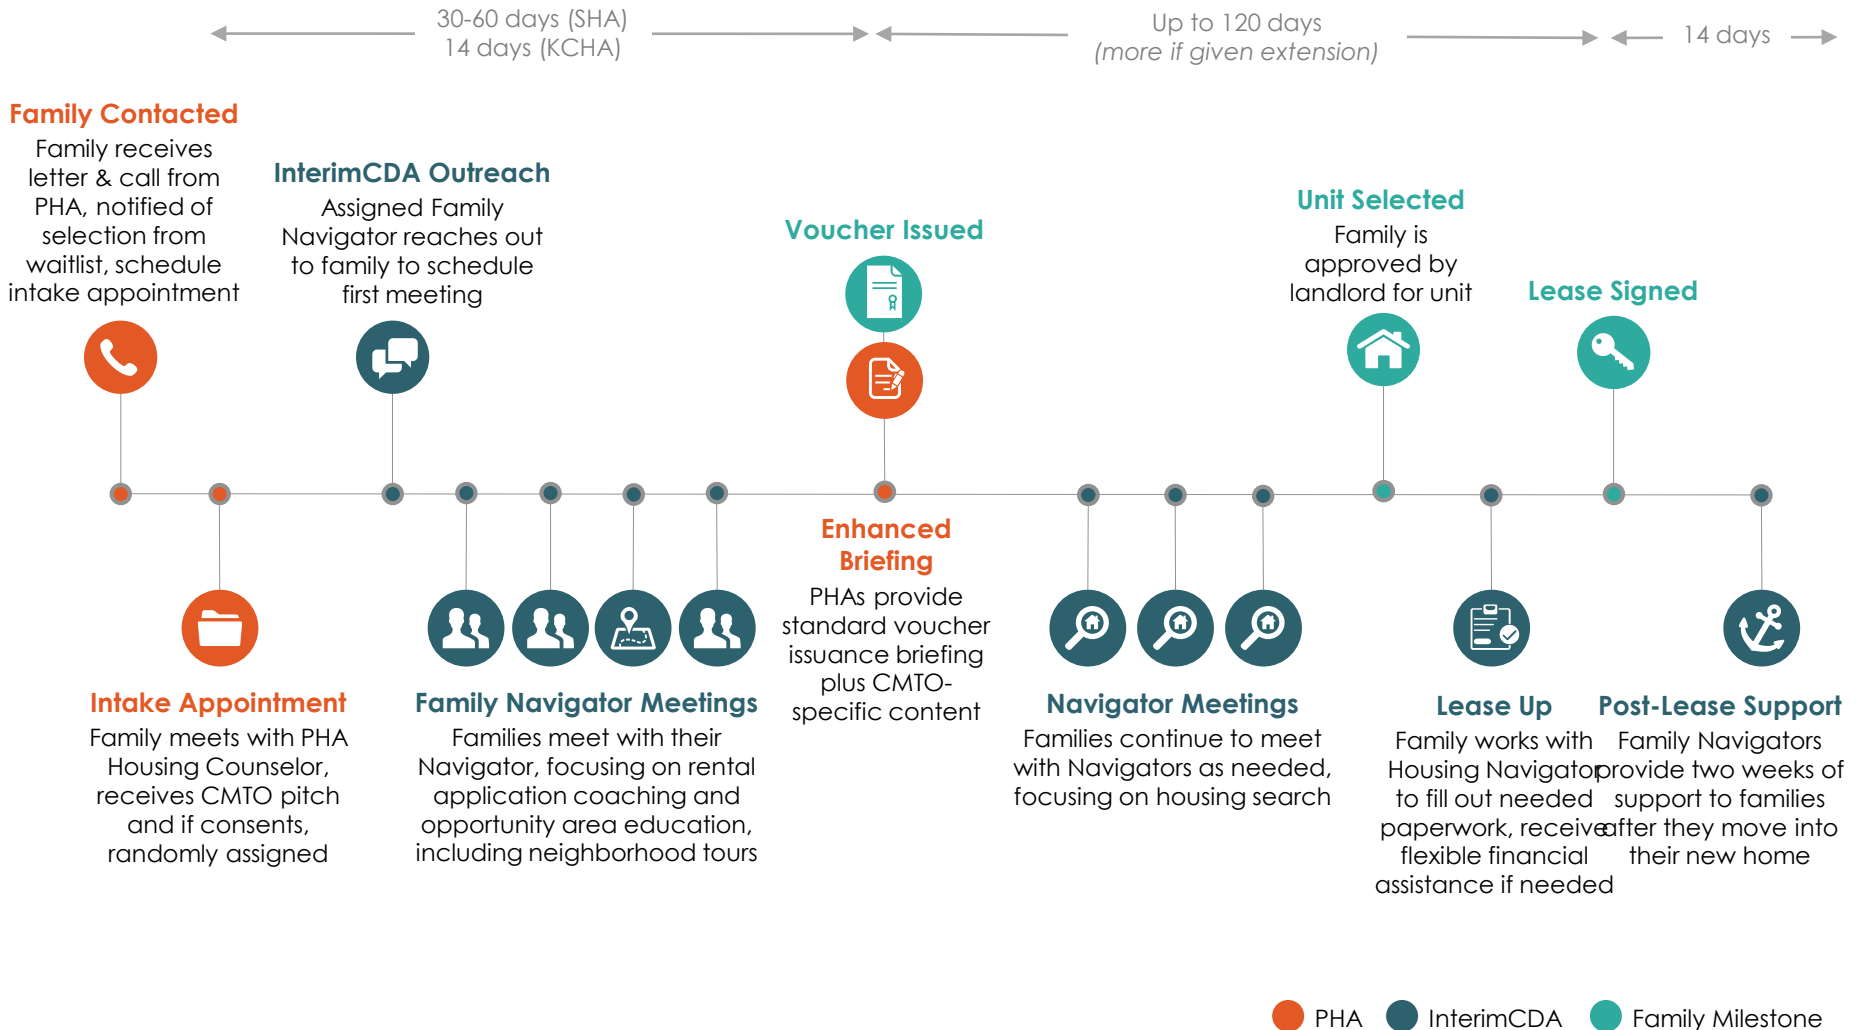 30-60 days (SHA)
14 days (KCHA)
Up to 120 days
(more if given extension)
14 days
Family Contacted
Family receives
letter & call from
PHA, notified of
selection from
waitlist, schedule
intake appointment
InterimCDA Outreach
Assigned Family
Navigator reaches out
to family to schedule
first meeting
Voucher Issued
Unit Selected
Family is
approved by
landlord for unit
Lease Signed
Intake Appointment
Family meets with PHA
Housing Counselor,
receives CMTO pitch
and if consents,
randomly assigned
Family Navigator Meetings
Families meet with their
Navigator, focusing on rental
application coaching and
opportunity area education,
including neighborhood tours
Enhanced
Briefing
PHAs provide
standard voucher
issuance briefing
plus CMTO-
specific content
Navigator Meetings
Families continue to meet
with Navigators as needed,
focusing on housing search
Lease Up
Family works with
Housing Navigator
to fill out needed
paperwork, receive
flexible financial
assistance if needed
Post-Lease Support
Family Navigators
provide two weeks of
support to families
after they move into
their new home
PHA
InterimCDA
Family Milestone